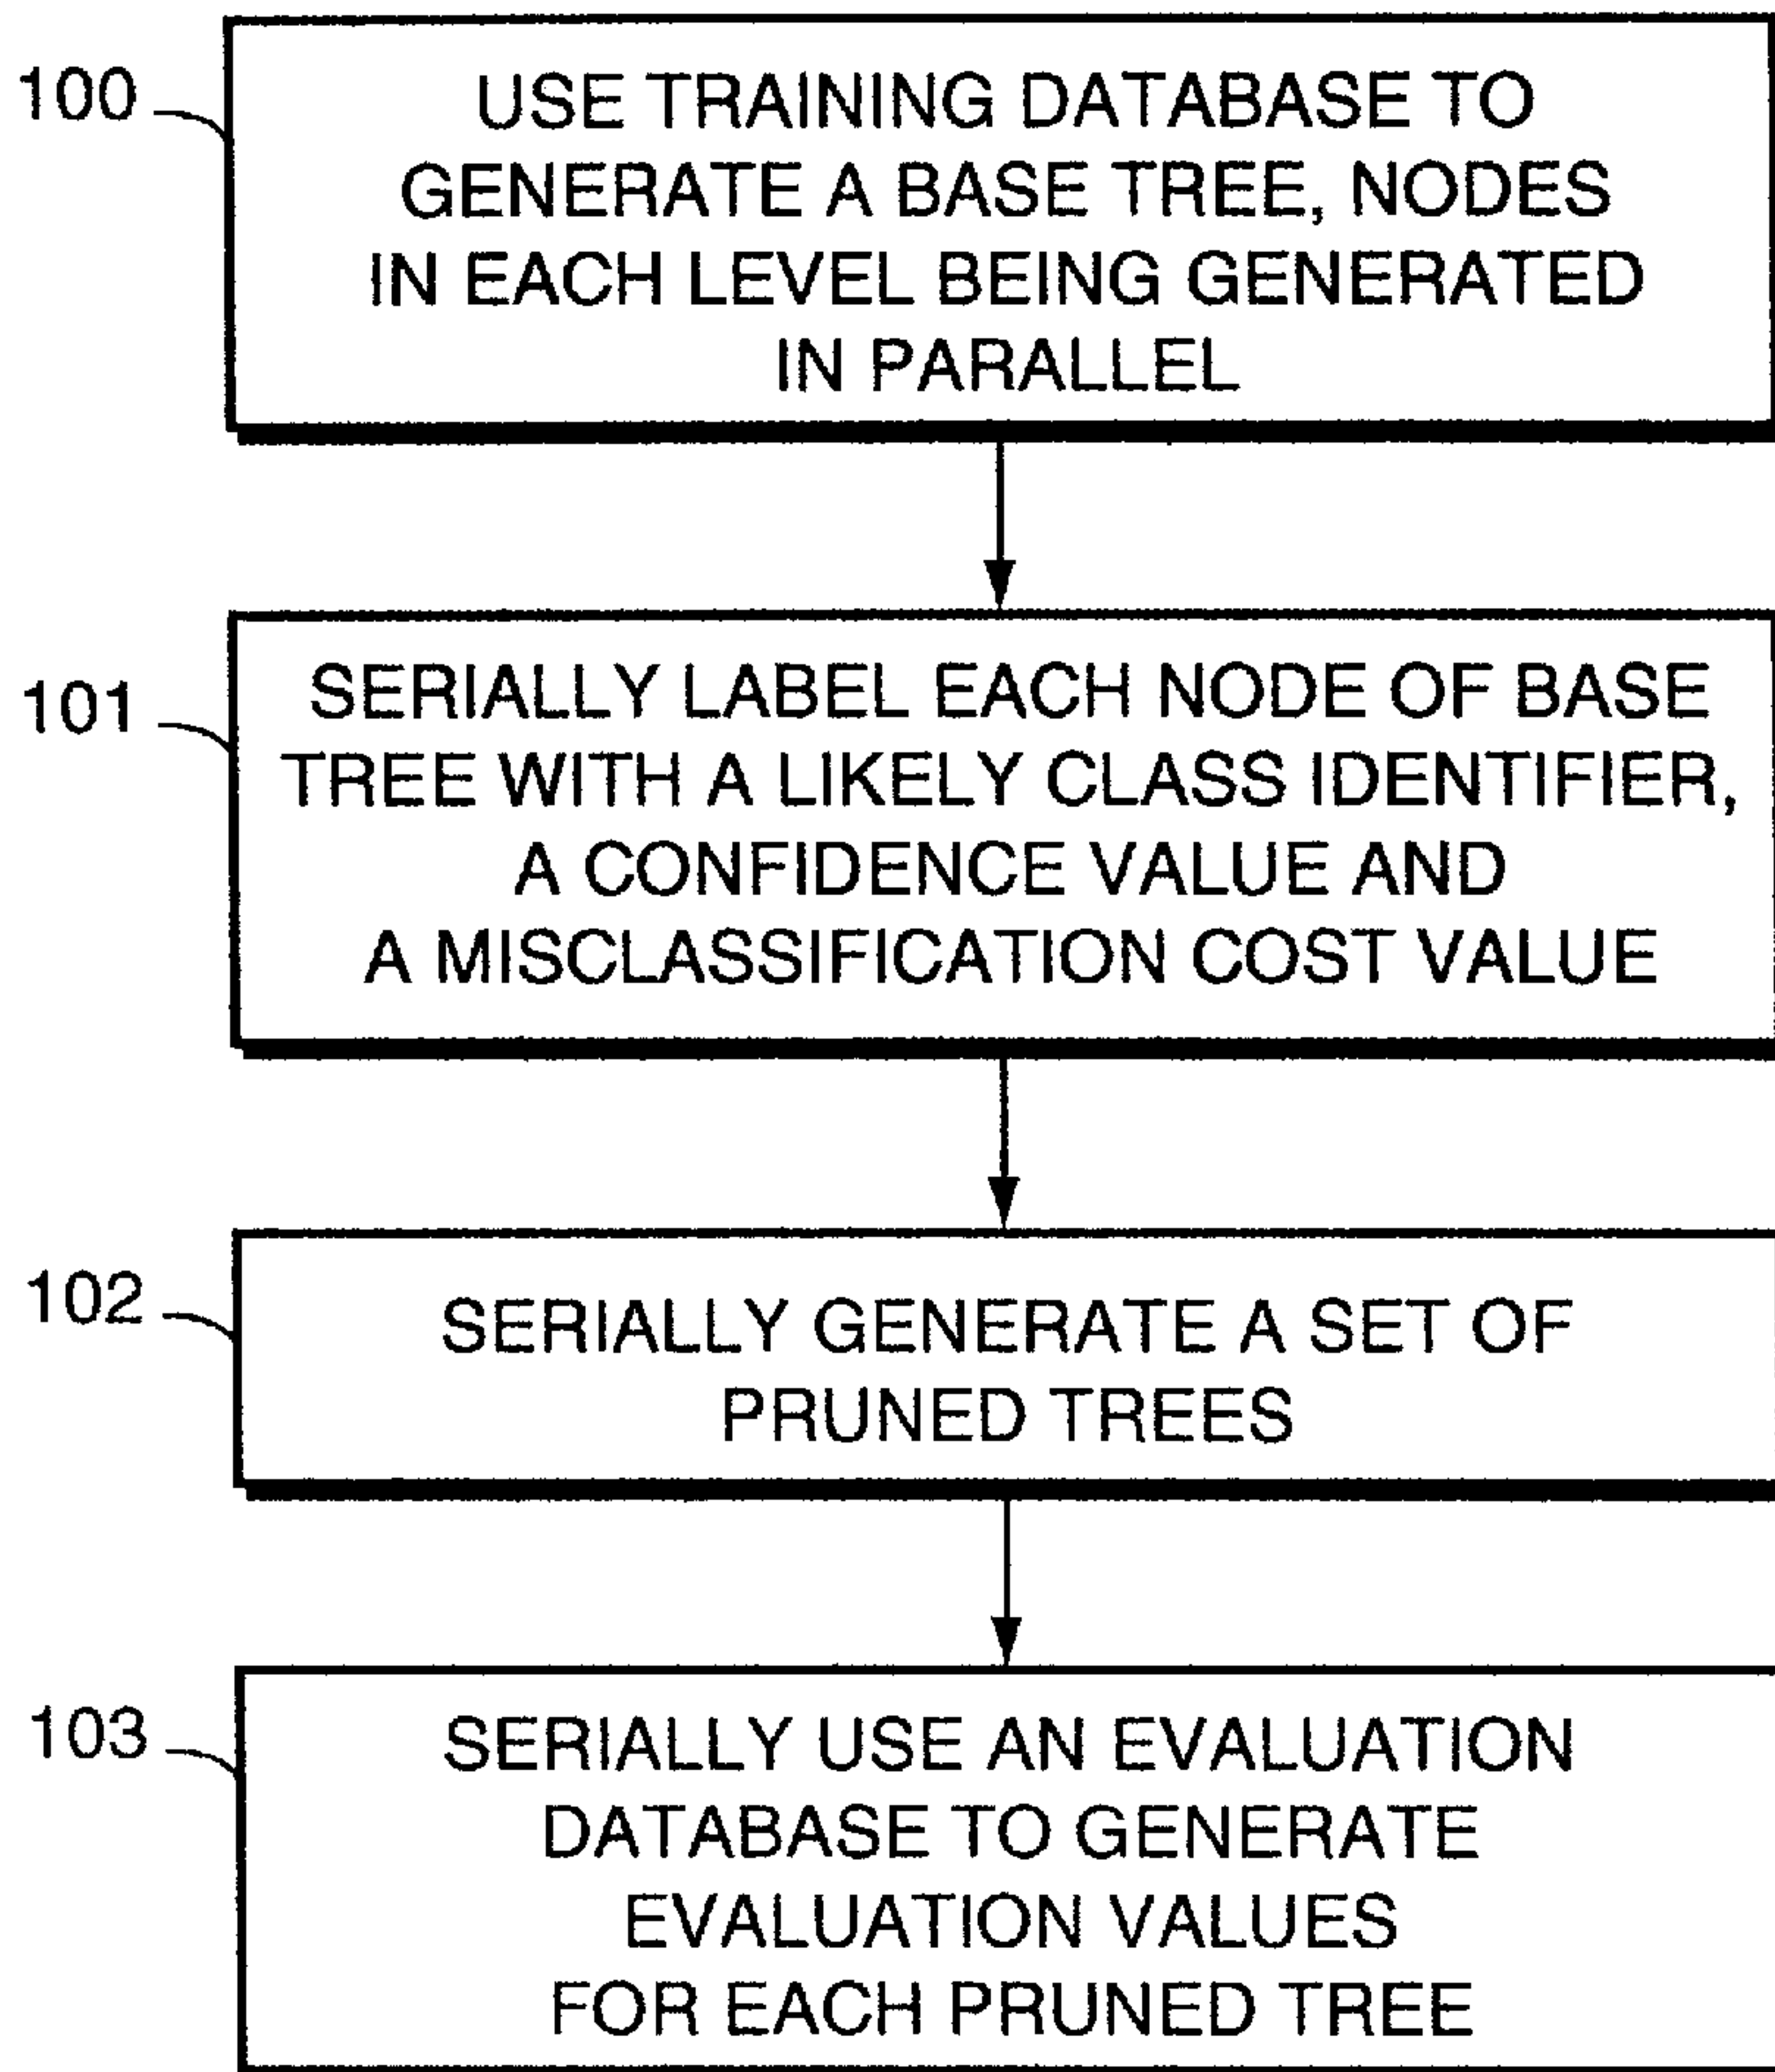 100
USE TRAINING DATABASE TO
GENERATE A BASE TREE, NODES
IN EACH LEVEL BEING GENERATED
IN PARALLEL
101
SERIALLY LABEL EACH NODE OF BASE
TREE WITH A LIKELY CLASS IDENTIFIER,
A CONFIDENCE VALUE AND
A MISCLASSIFICATION COST VALUE
102
SERIALLY GENERATE A SET OF
PRUNED TREES
103
SERIALLY USE AN EVALUATION
DATABASE TO GENERATE
EVALUATION VALUES
FOR EACH PRUNED TREE